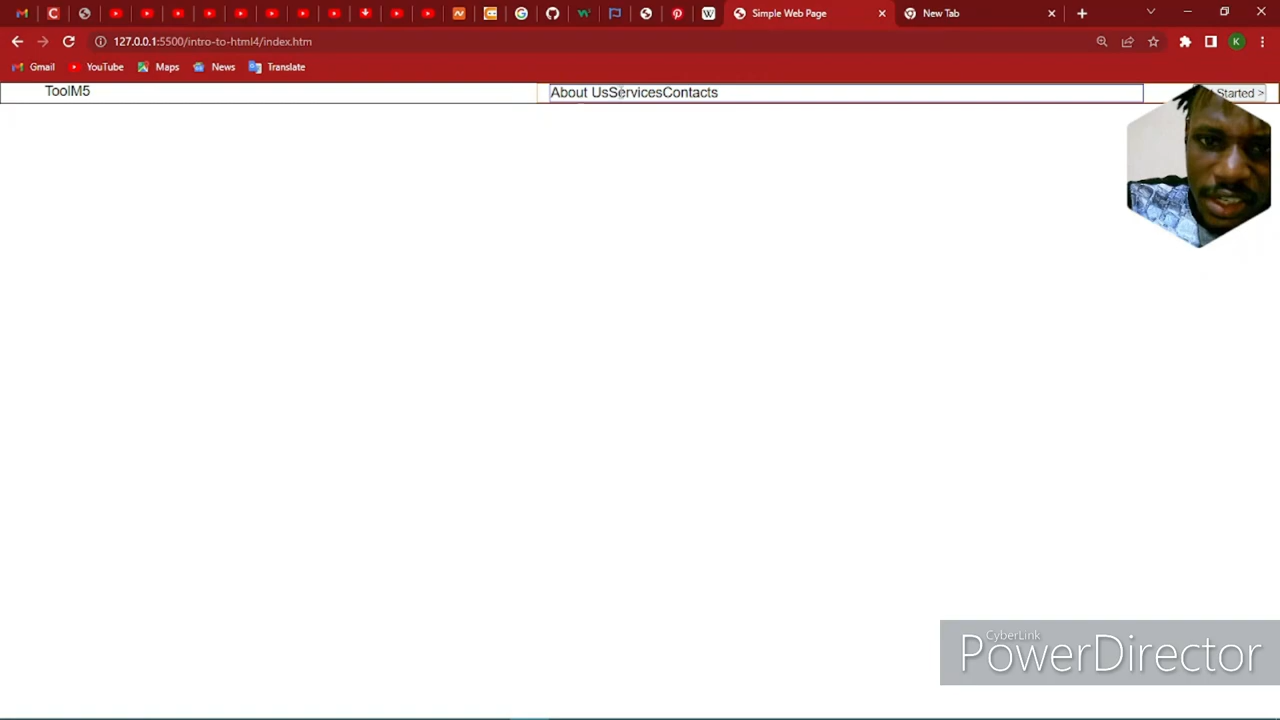 Simple Web Page
New Tab
127.0.0.1:5500/intro-to-html4/index.htm
K
Gmail
YouTube
Maps
News
Translate
ToolM5
About UsServicesContacts
Started >
CyberLink
PowerDirector